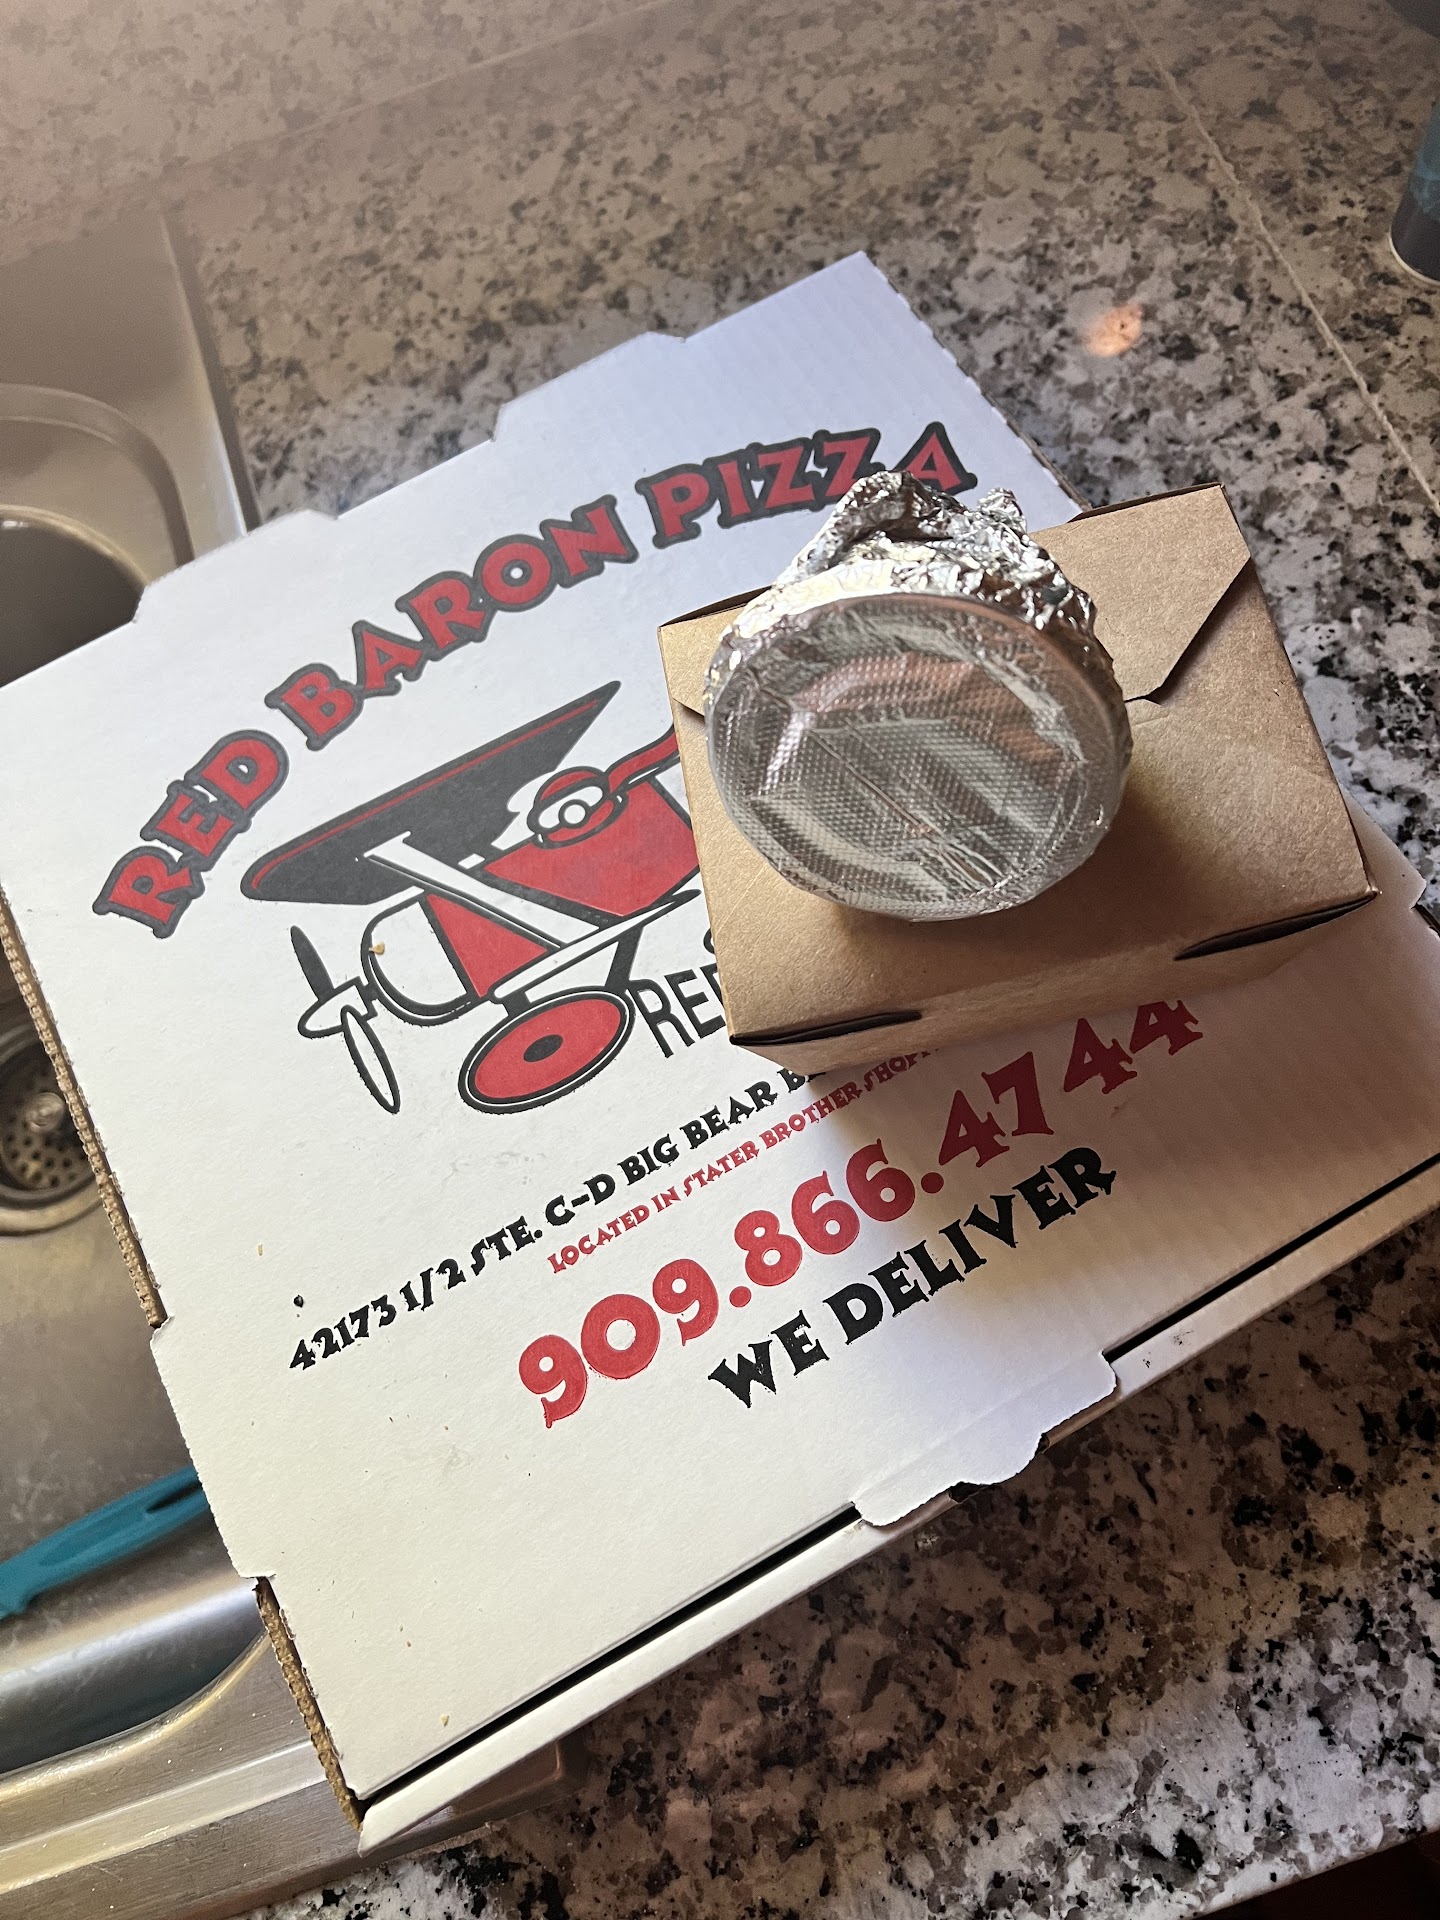 RED BARON PIZZA
42173 1/2 STE. C-D BIG BEAR
LOCATED IN STATER BROTHER
909.866.4744
WE DELIVER